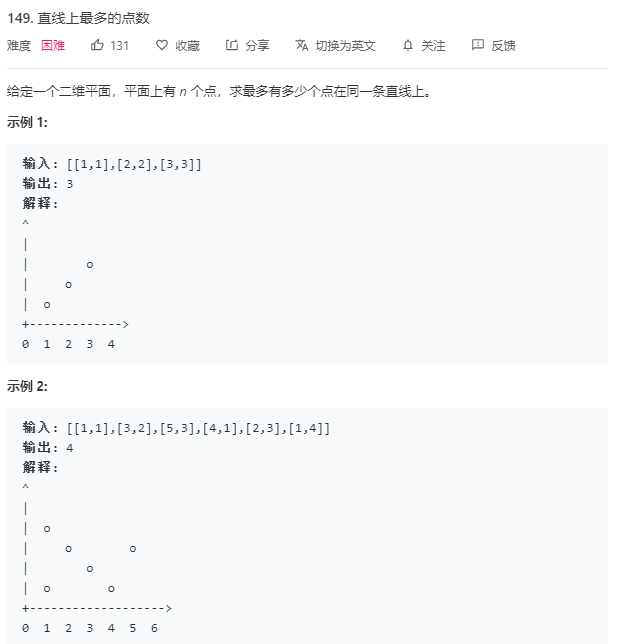 149. 直线上最多的点数
难度 困难 131 收藏 分享 切换为英文 关注 反馈
给定一个二维平面，平面上有 n 个点，求最多有多少个点在同一条直线上。
示例 1:
输入: [[1,1],[2,2],[3,3]]
输出: 3
解释:
^
|
|        o
|     o
|  o
+------------->
0  1  2  3  4
示例 2:
输入: [[1,1],[3,2],[5,3],[4,1],[2,3],[1,4]]
输出: 4
解释:
^
|
|  o
|     o        o
|        o
|  o        o
+------------------->
0  1  2  3  4  5  6